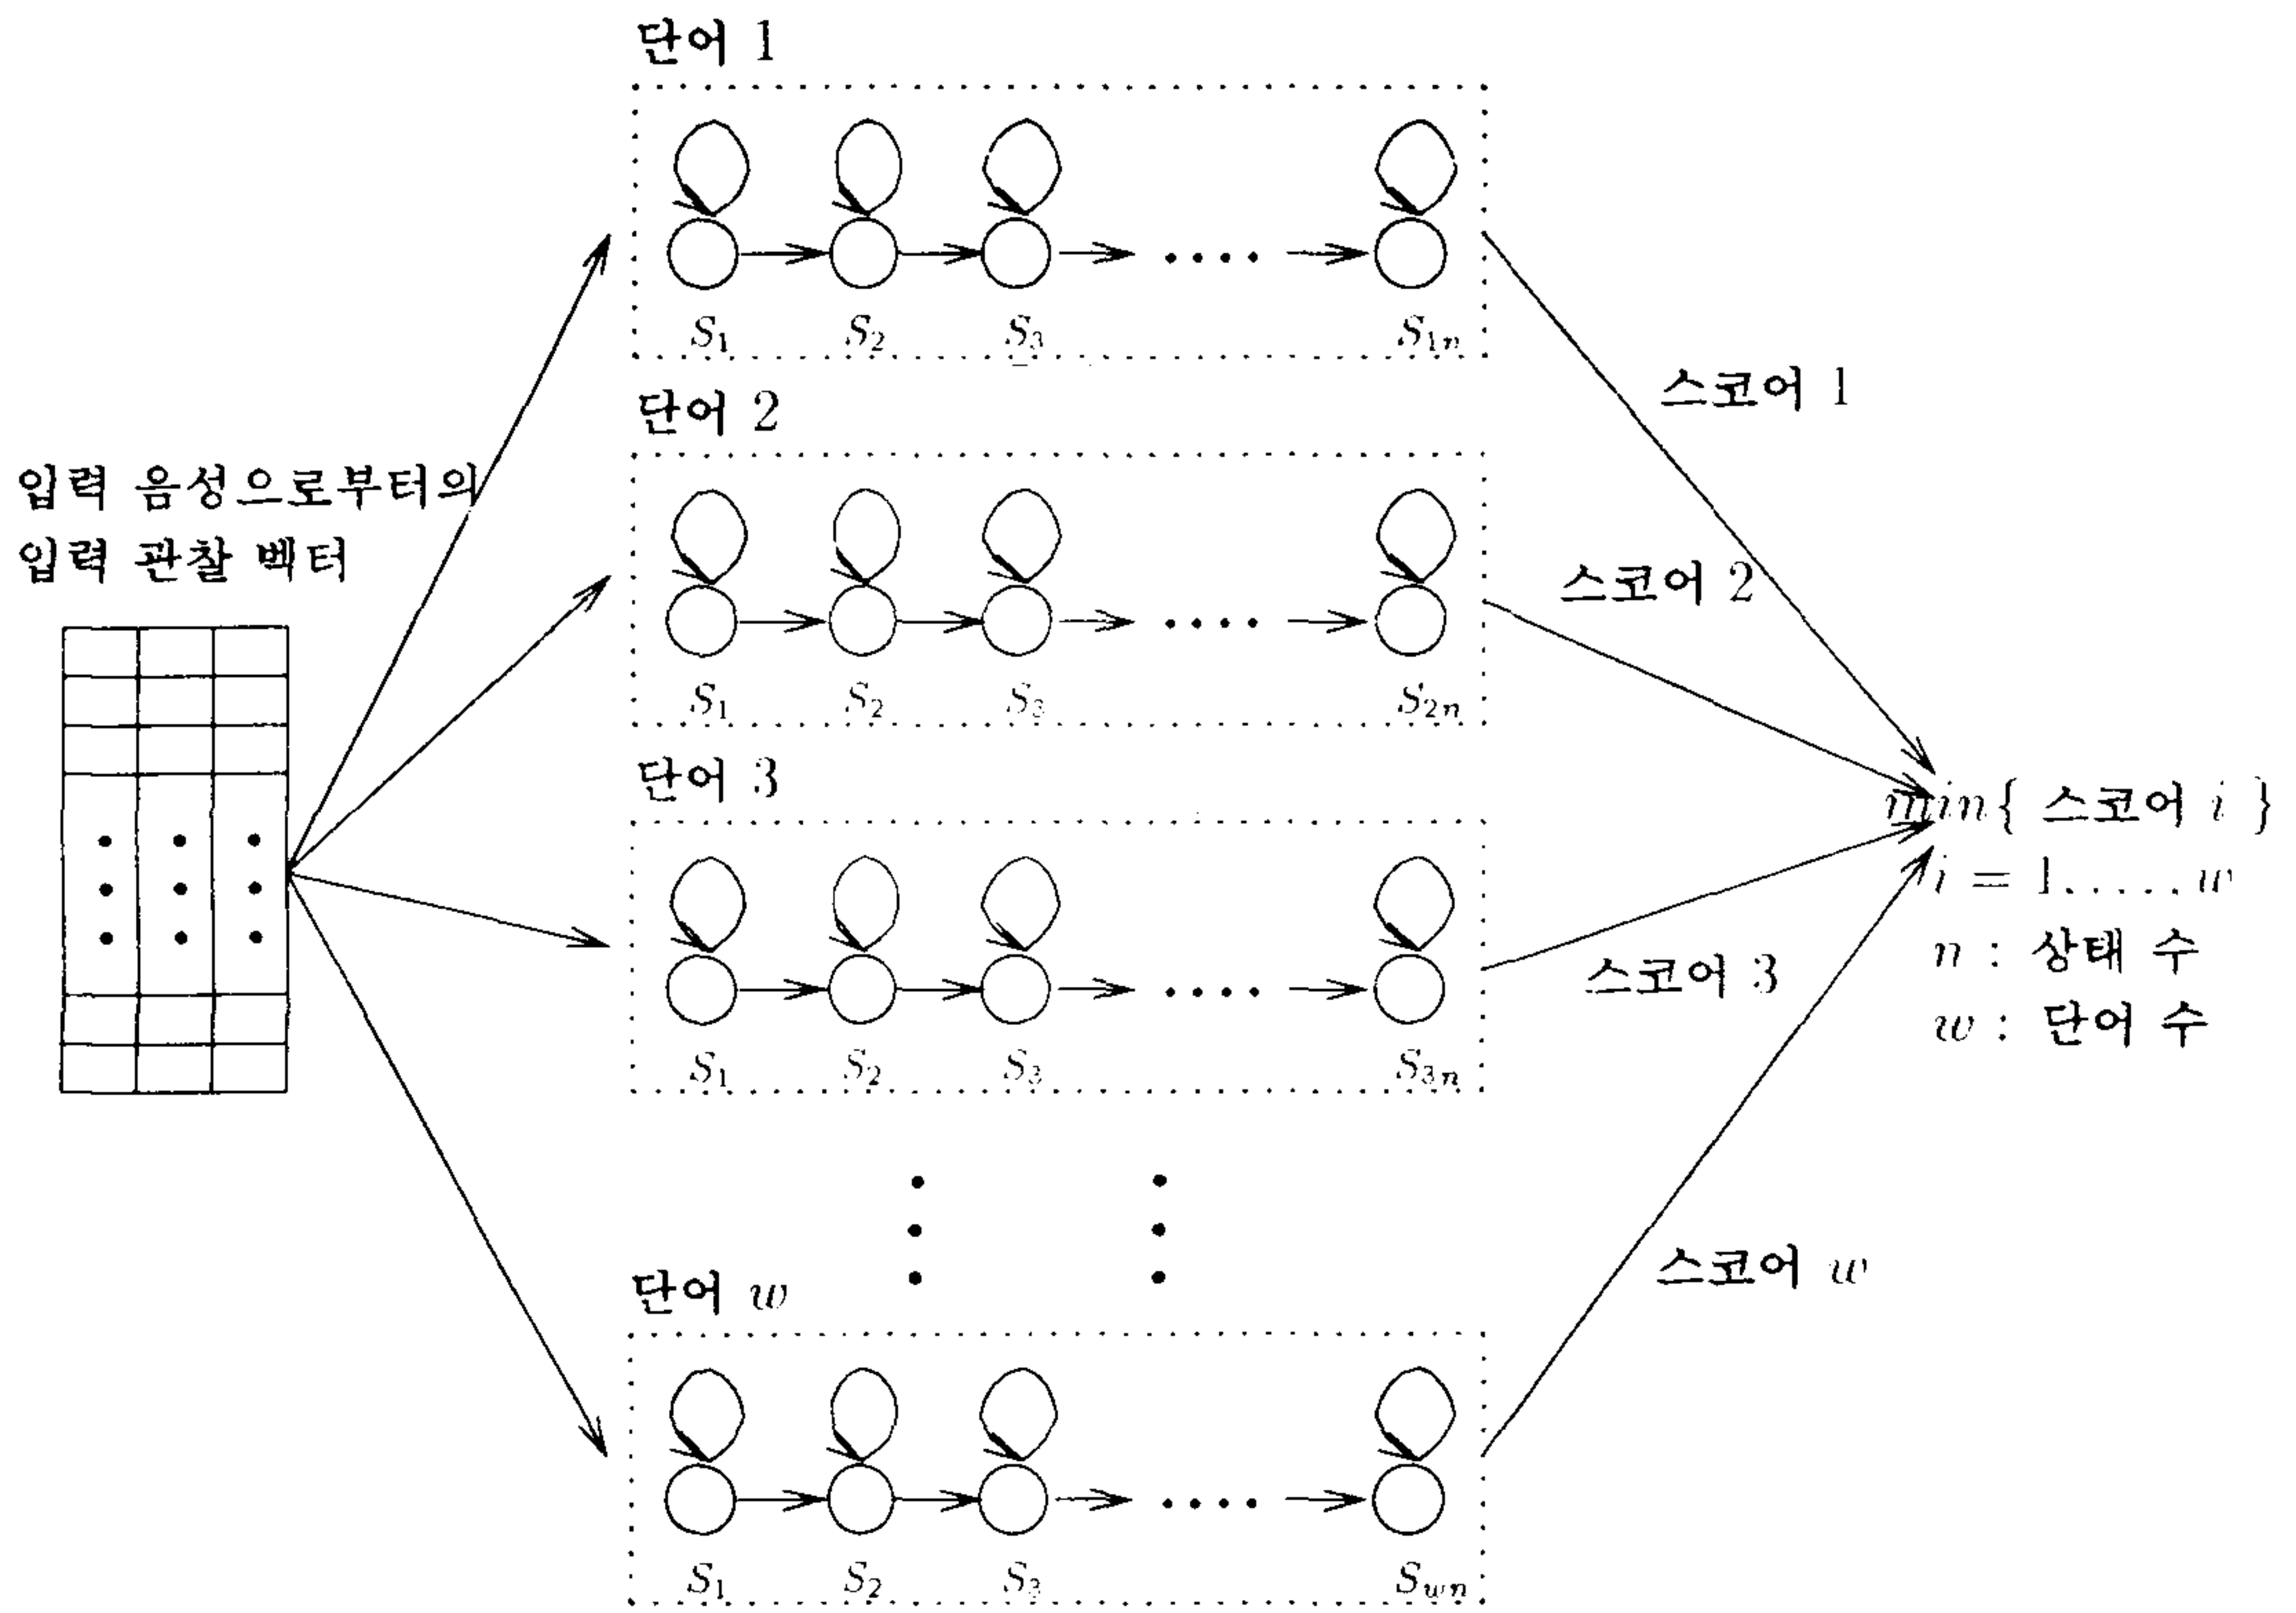 단어 1
S₁ S₂ S₃ S₁ₙ
스코어 1
단어 2
입력 음성으로부터의
입력 관찰 벡터
스코어 2
S₁ S₂ S₃ S₂ₙ
단어 3
min{ 스코어 i }
i = 1.....w
n : 상태 수
스코어 3
w : 단어 수
S₁ S₂ S₃ S₃ₙ
스코어 w
단어 w
S₁ S₂ S₃ Swn